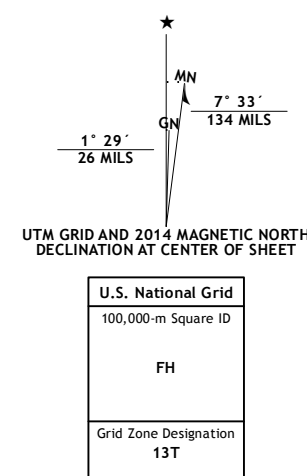 ★
MN
7° 33´
134 MILS
GN
1° 29´
26 MILS
UTM GRID AND 2014 MAGNETIC NORTH
DECLINATION AT CENTER OF SHEET
U.S. National Grid
100,000-m Square ID
FH
Grid Zone Designation
13T